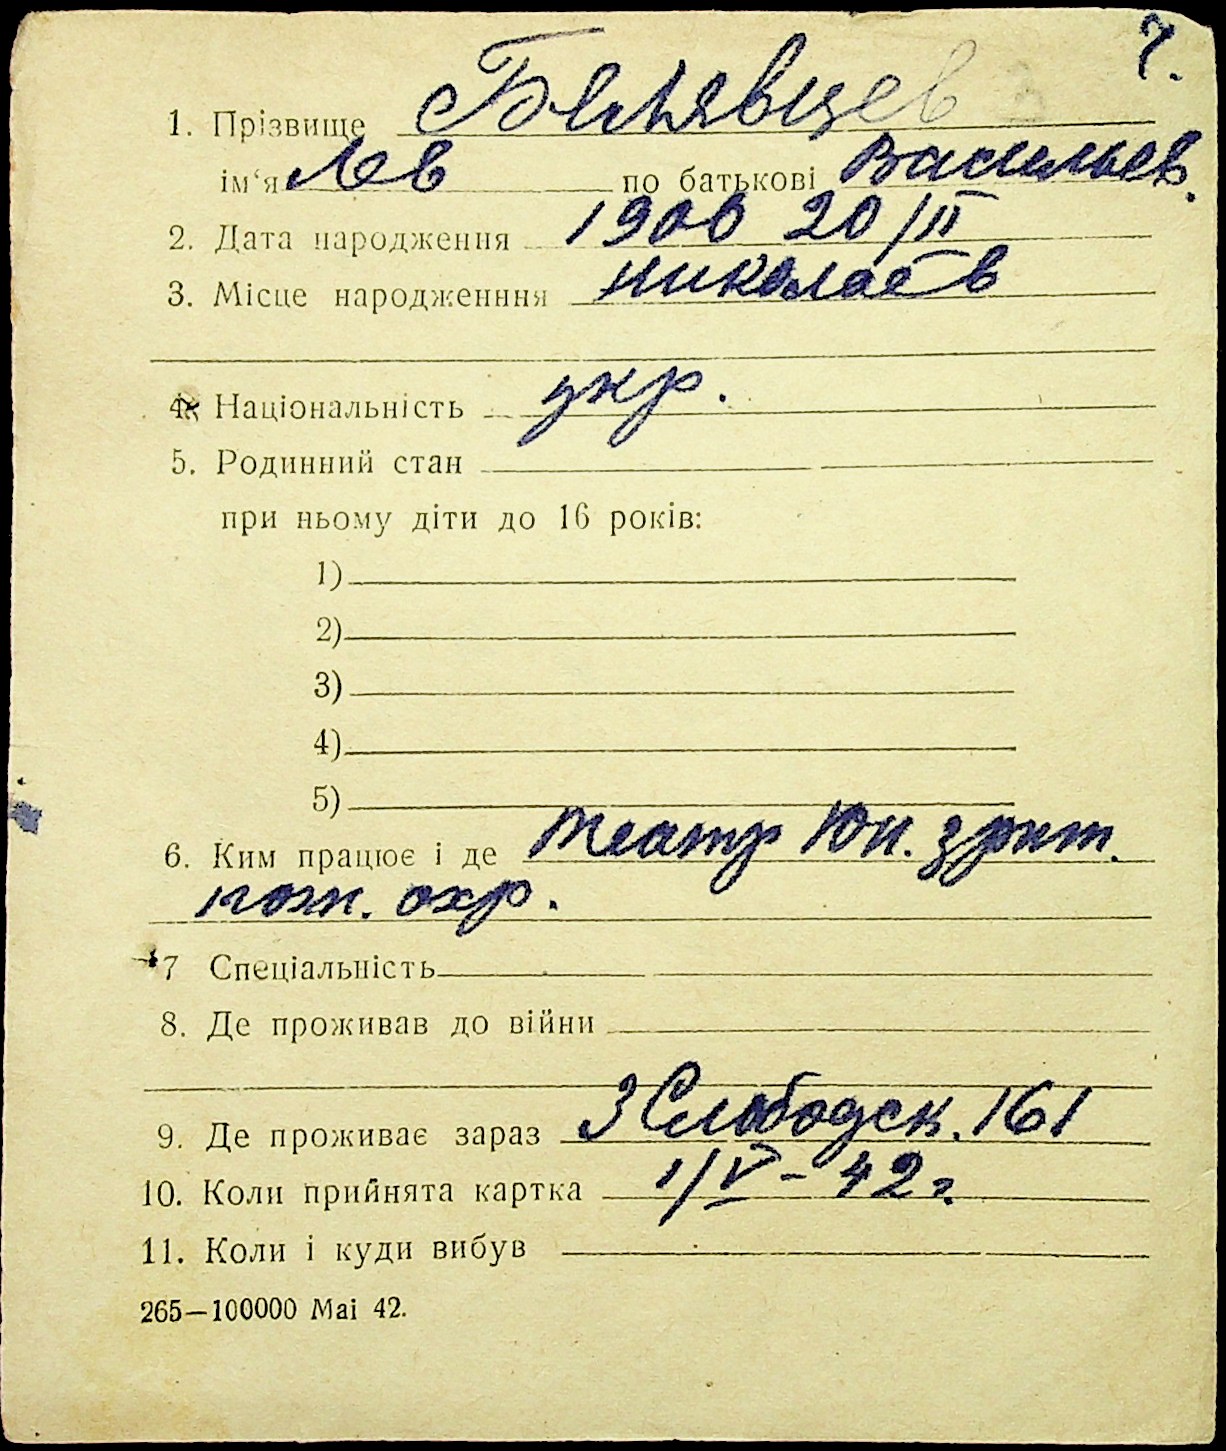 7.
1. Прізвище Белявцев
ім'я Лев по батькові Васильев.
2. Дата народження 1906 20/II
3. Місце народженння Николаев
4. Національність укр.
5. Родинний стан
при ньому діти до 16 років:
1)
2)
3)
4)
5)
6. Ким працює і де Театр Юн. зрит.
пож. охр.
7 Спеціальність
8. Де проживав до війни
9. Де проживає зараз 3 Слободск. 161
10. Коли прийнята картка 1/V - 42 г.
11. Коли і куди вибув
265—100000 Mai 42.